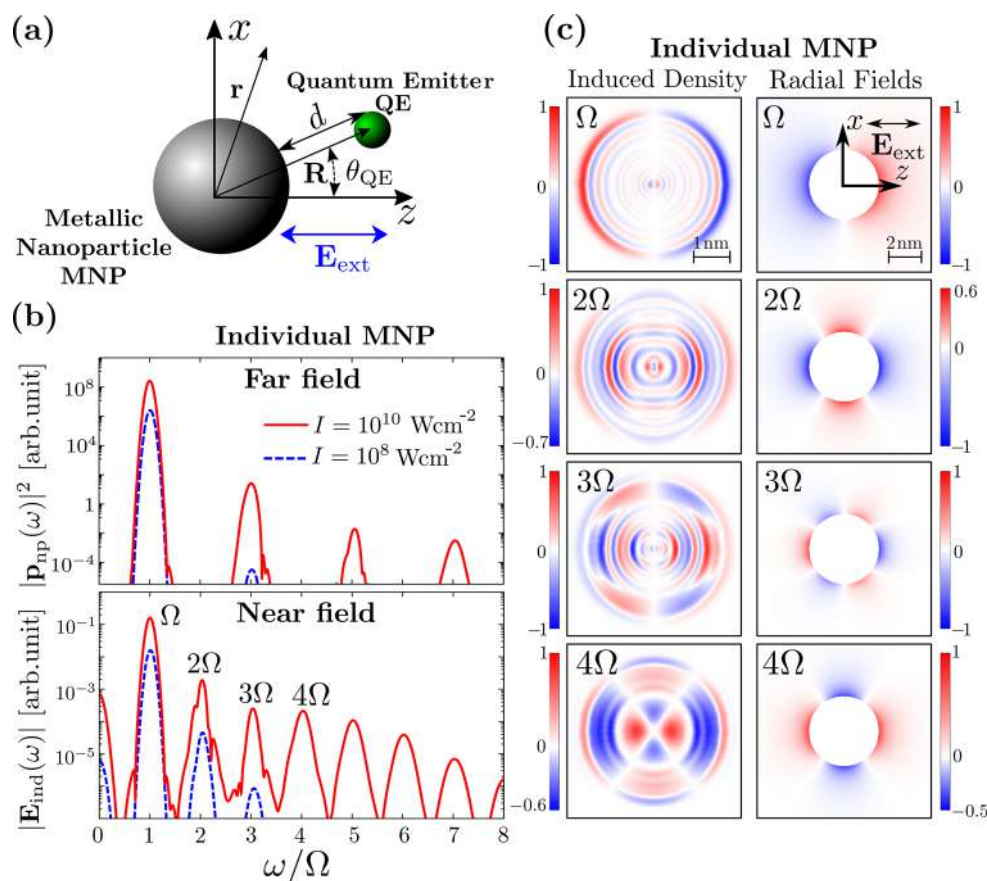 (a)
x
r
Quantum Emitter
QE
d
R
θQE
z
Metallic
Nanoparticle
MNP
Eext
(b)
Individual MNP
Far field
I = 10^10 Wcm^-2
I = 10^8 Wcm^-2
|pnp(ω)|^2 [arb.unit]
10^8
10^4
1
10^-4
Near field
Ω
2Ω
3Ω
4Ω
|Eind(ω)| [arb.unit]
10^-1
10^-3
10^-5
0 1 2 3 4 5 6 7 8
ω/Ω
(c)
Individual MNP
Induced Density Radial Fields
1
0
−1
Ω
1nm
Ω
x
Eext
z
2nm
1
0
−1
1
0
−0.7
2Ω
2Ω
0.6
0
−1
1
0
−1
3Ω
3Ω
1
0
−1
1
0
−0.6
4Ω
4Ω
1
0
−0.5